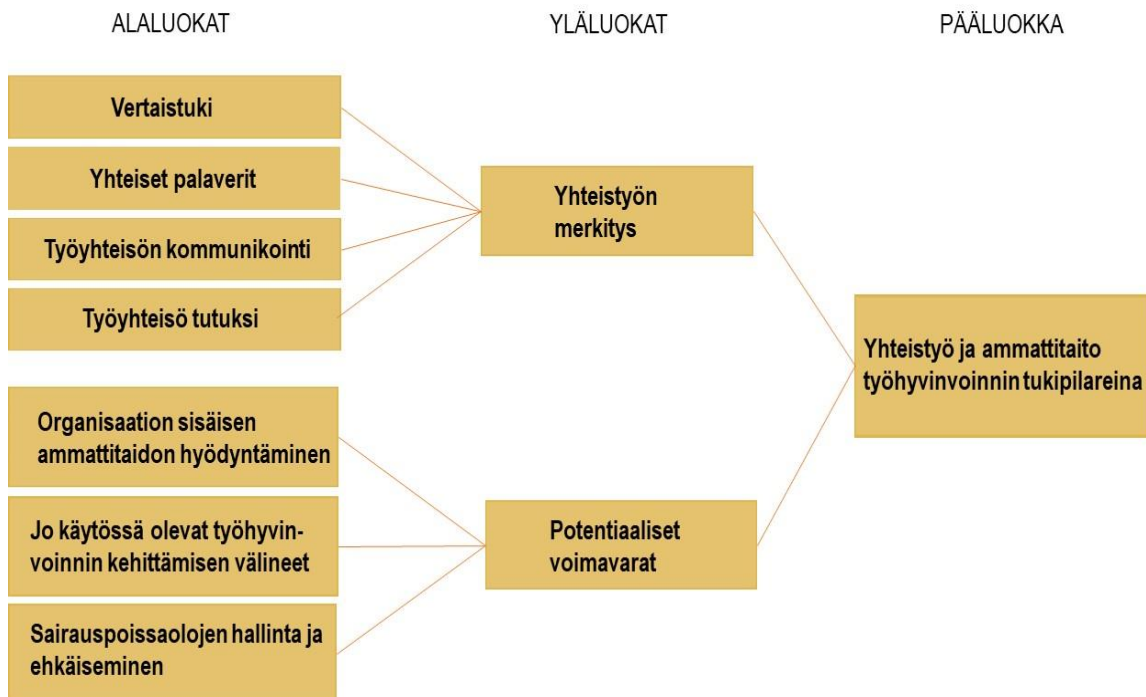 ALALUOKAT
YLÄLUOKAT
PÄÄLUOKKA
Vertaistuki
Yhteiset palaverit
Työyhteisön kommunikointi
Työyhteisö tutuksi
Organisaation sisäisen
ammattitaidon hyödyntäminen
Jo käytössä olevat työhyvin-
voinnin kehittämisen välineet
Sairauspoissaolojen hallinta ja
ehkäiseminen
Yhteistyön
merkitys
Potentiaaliset
voimavarat
Yhteistyö ja ammattitaito
työhyvinvoinnin tukipilareina